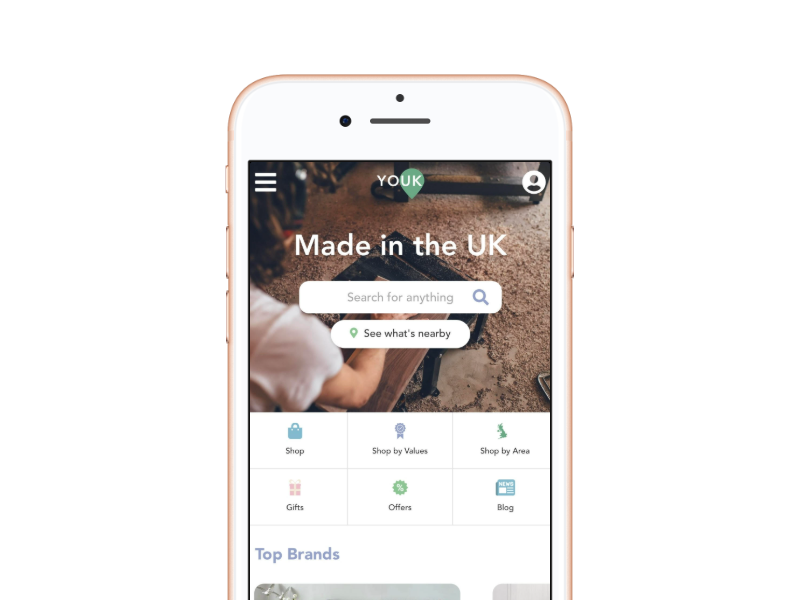 YOUK
Made in the UK
Search for anything
See what's nearby
Shop
Shop by Values
Shop by Area
Gifts
Offers
NEWS
Blog
Top Brands